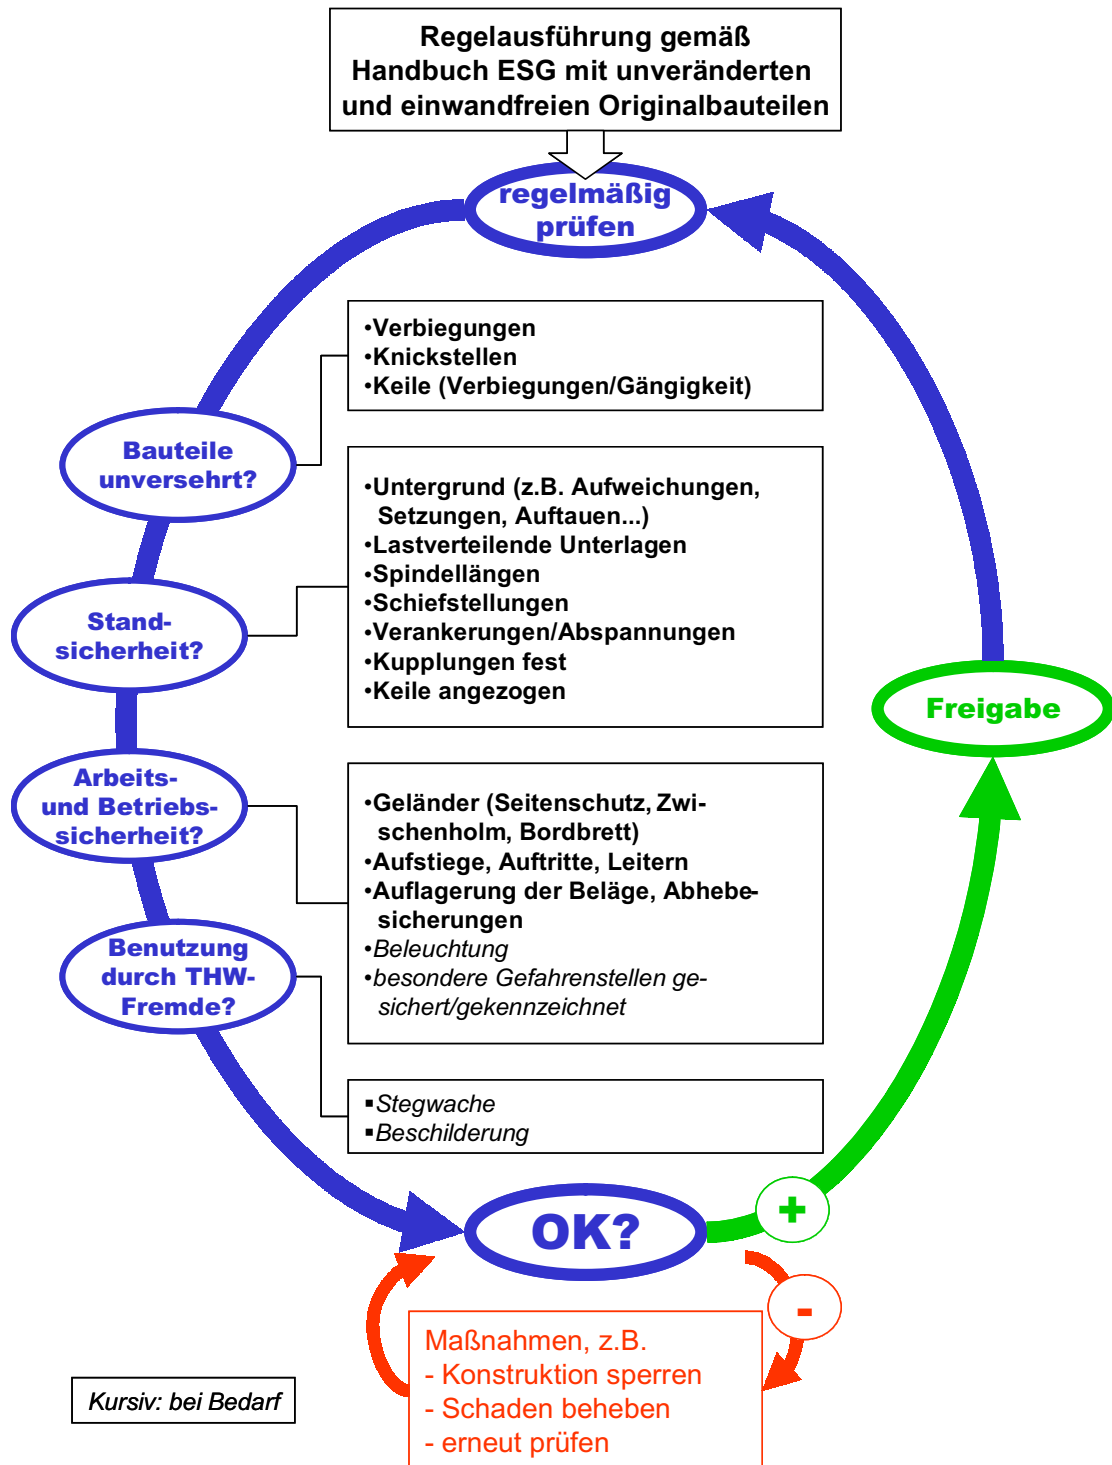 Regelausführung gemäß
Handbuch ESG mit unveränderten
und einwandfreien Originalbauteilen
regelmäßig
prüfen
•Verbiegungen
•Knickstellen
•Keile (Verbiegungen/Gängigkeit)
Bauteile
unversehrt?
•Untergrund (z.B. Aufweichungen,
Setzungen, Auftauen...)
•Lastverteilende Unterlagen
•Spindellängen
•Schiefstellungen
•Verankerungen/Abspannungen
•Kupplungen fest
•Keile angezogen
Stand-
sicherheit?
Freigabe
Arbeits-
und Betriebs-
sicherheit?
•Geländer (Seitenschutz, Zwi-
schenholm, Bordbrett)
•Aufstiege, Auftritte, Leitern
•Auflagerung der Beläge, Abhebe-
sicherungen
•Beleuchtung
•besondere Gefahrenstellen ge-
sichert/gekennzeichnet
Benutzung
durch THW-
Fremde?
▪Stegwache
▪Beschilderung
OK?
+
-
Maßnahmen, z.B.
- Konstruktion sperren
- Schaden beheben
- erneut prüfen
Kursiv: bei Bedarf